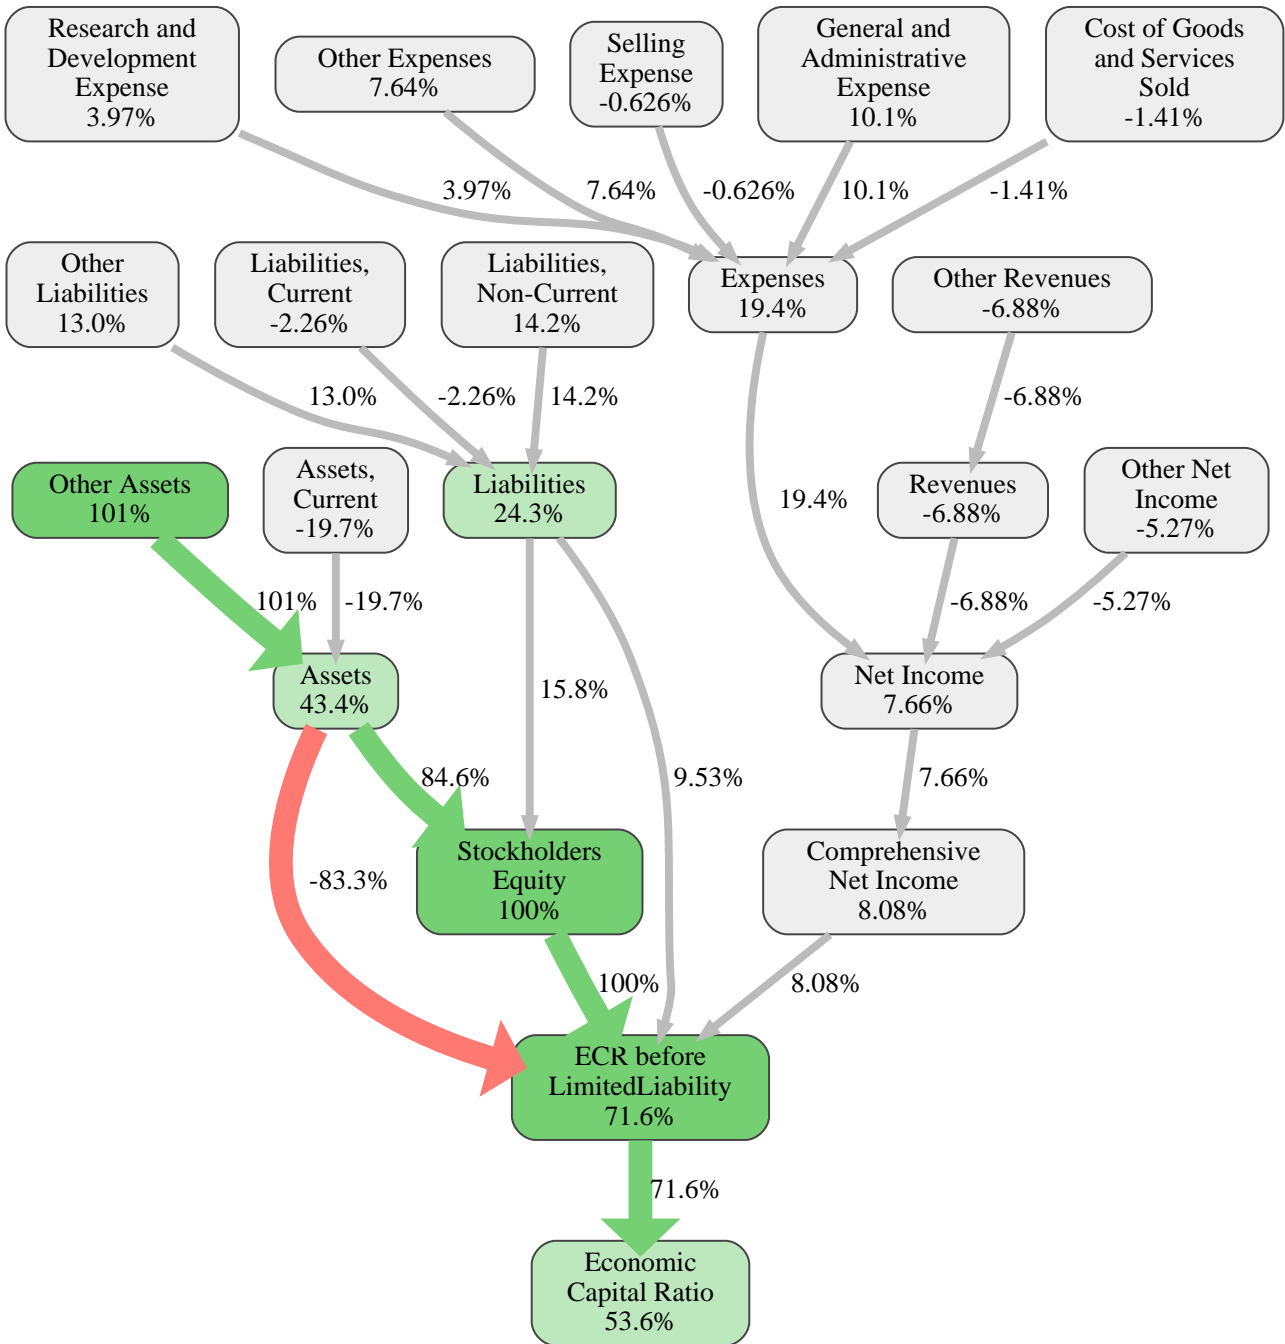 Research and
Development
Expense
3.97%
Other Expenses
7.64%
Selling
Expense
-0.626%
General and
Administrative
Expense
10.1%
Cost of Goods
and Services
Sold
-1.41%
3.97%
7.64%
-0.626%
10.1%
-1.41%
Other
Liabilities
13.0%
Liabilities,
Current
-2.26%
Liabilities,
Non-Current
14.2%
Expenses
19.4%
Other Revenues
-6.88%
13.0%
-2.26%
14.2%
-6.88%
Other Assets
101%
Assets,
Current
-19.7%
Liabilities
24.3%
19.4%
Revenues
-6.88%
Other Net
Income
-5.27%
101%
-19.7%
-6.88%
-5.27%
Assets
43.4%
15.8%
Net Income
7.66%
84.6%
9.53%
7.66%
-83.3%
Stockholders
Equity
100%
Comprehensive
Net Income
8.08%
100%
8.08%
ECR before
LimitedLiability
71.6%
71.6%
Economic
Capital Ratio
53.6%